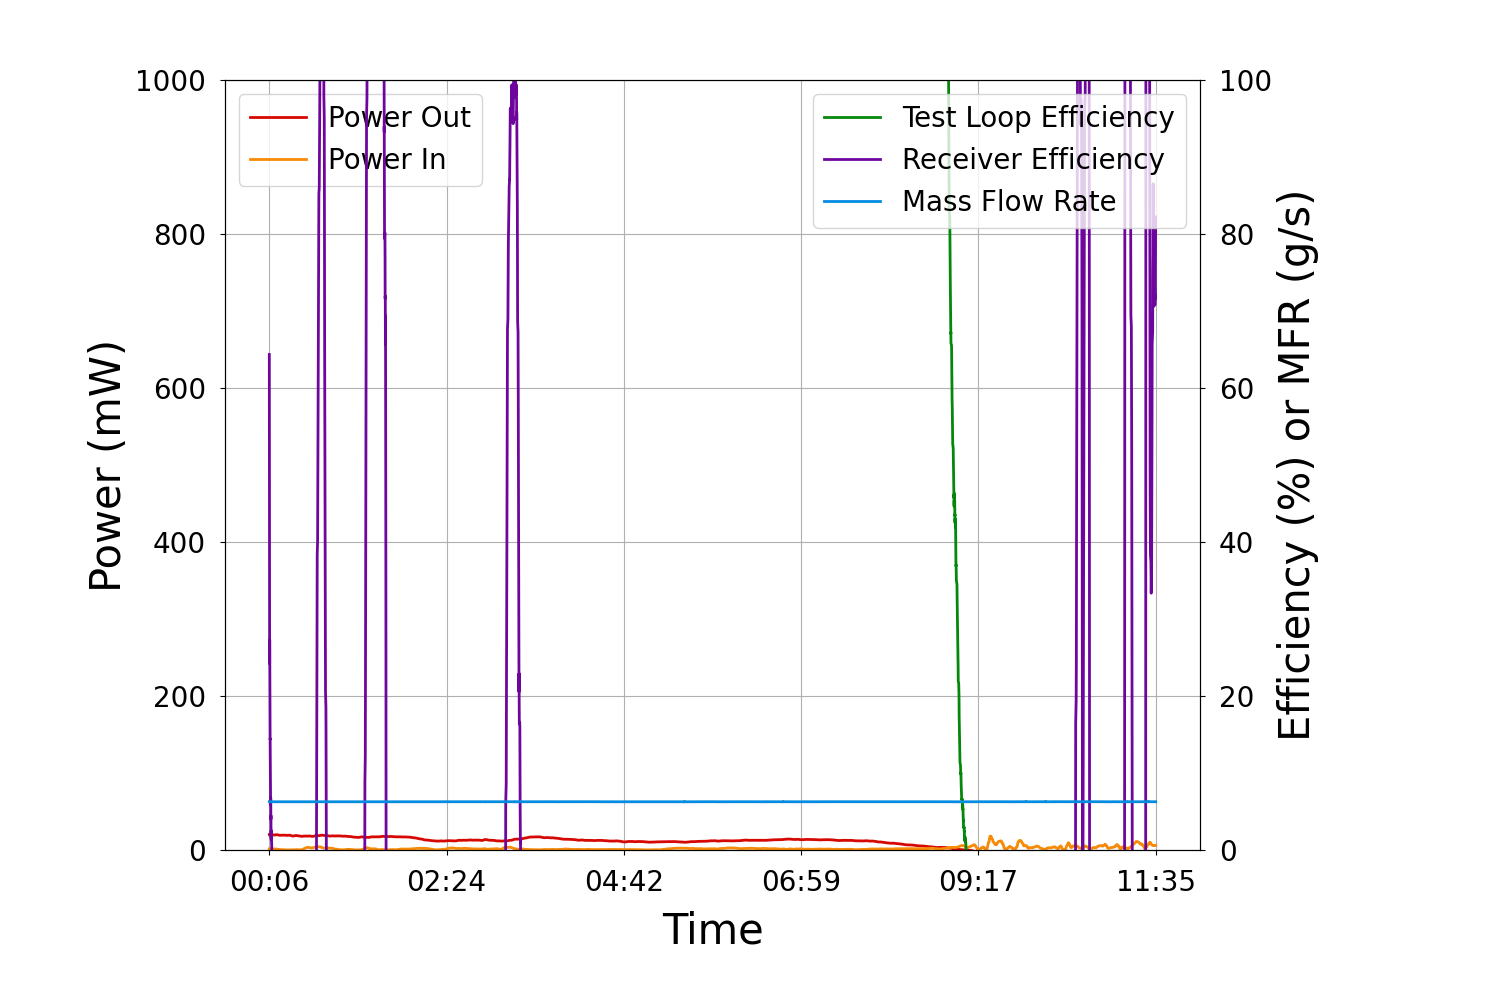 1000
800
600
400
200
0
Power (mW)
Power Out
Power In
Test Loop Efficiency
Receiver Efficiency
Mass Flow Rate
100
80
60
40
20
0
Efficiency (%) or MFR (g/s)
00:06 02:24 04:42 06:59 09:17 11:35
Time